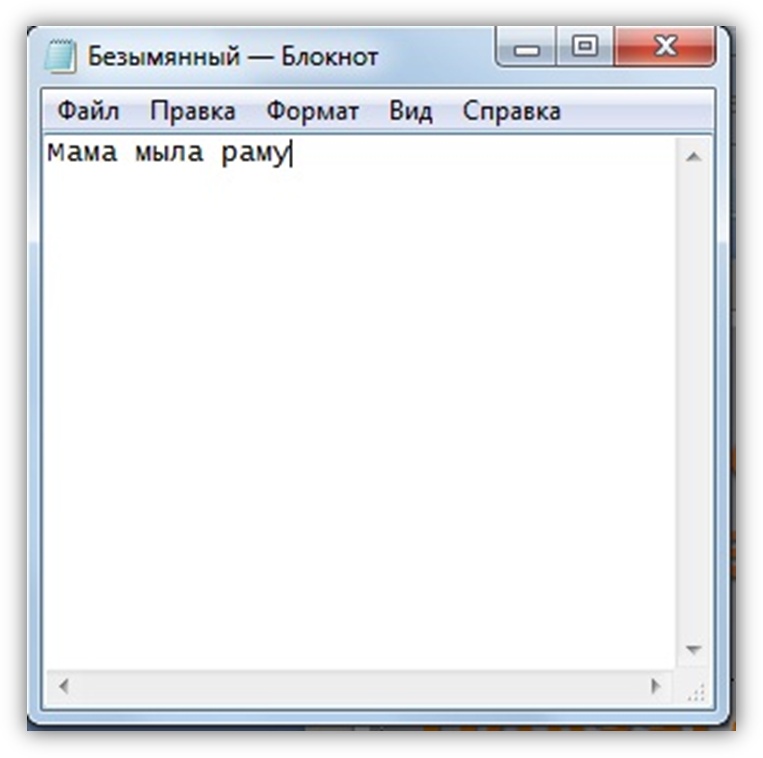 Безымянный — Блокнот
Файл Правка Формат Вид Справка
Мама мыла раму